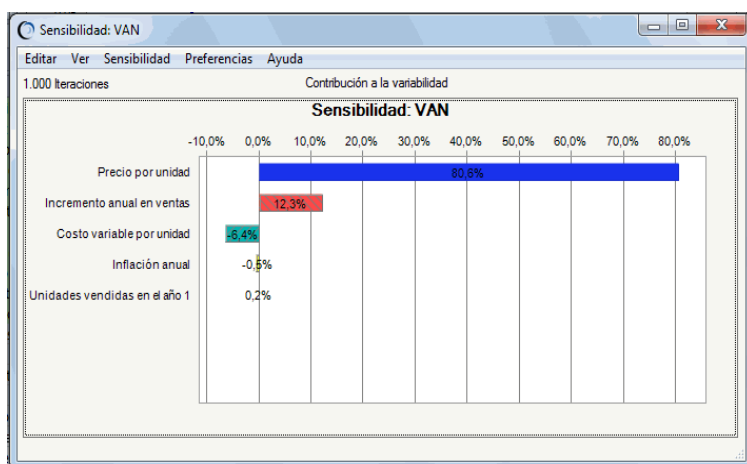 Sensibilidad: VAN
Editar Ver Sensibilidad Preferencias Ayuda
1.000 Iteraciones Contribución a la variabilidad
Sensibilidad: VAN
-10,0% 0,0% 10,0% 20,0% 30,0% 40,0% 50,0% 60,0% 70,0% 80,0%
Precio por unidad 80,6%
Incremento anual en ventas 12,3%
Costo variable por unidad -6,4%
Inflación anual -0,5%
Unidades vendidas en el año 1 0,2%